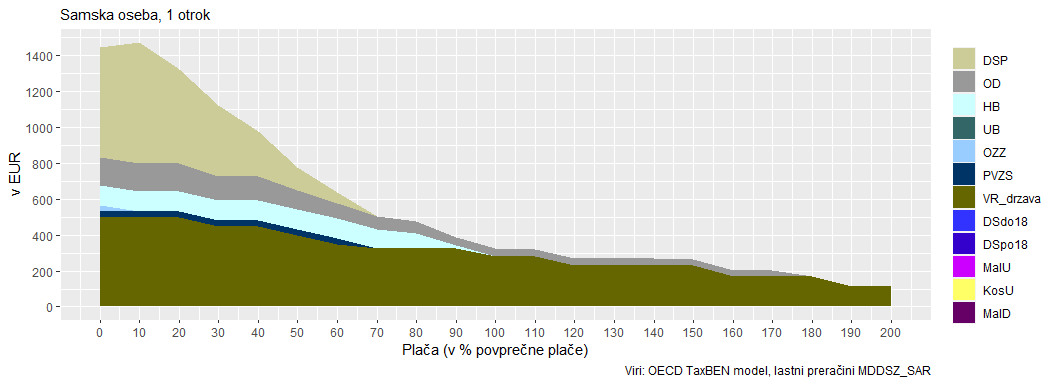 Samska oseba, 1 otrok
v EUR
1400
1200
1000
800
600
400
200
0
0 10 20 30 40 50 60 70 80 90 100 110 120 130 140 150 160 170 180 190 200
Plača (v % povprečne plače)
DSP
OD
HB
UB
OZZ
PVZS
VR_drzava
DSdo18
DSpo18
MalU
KosU
MalD
Viri: OECD TaxBEN model, lastni preračini MDDSZ_SAR